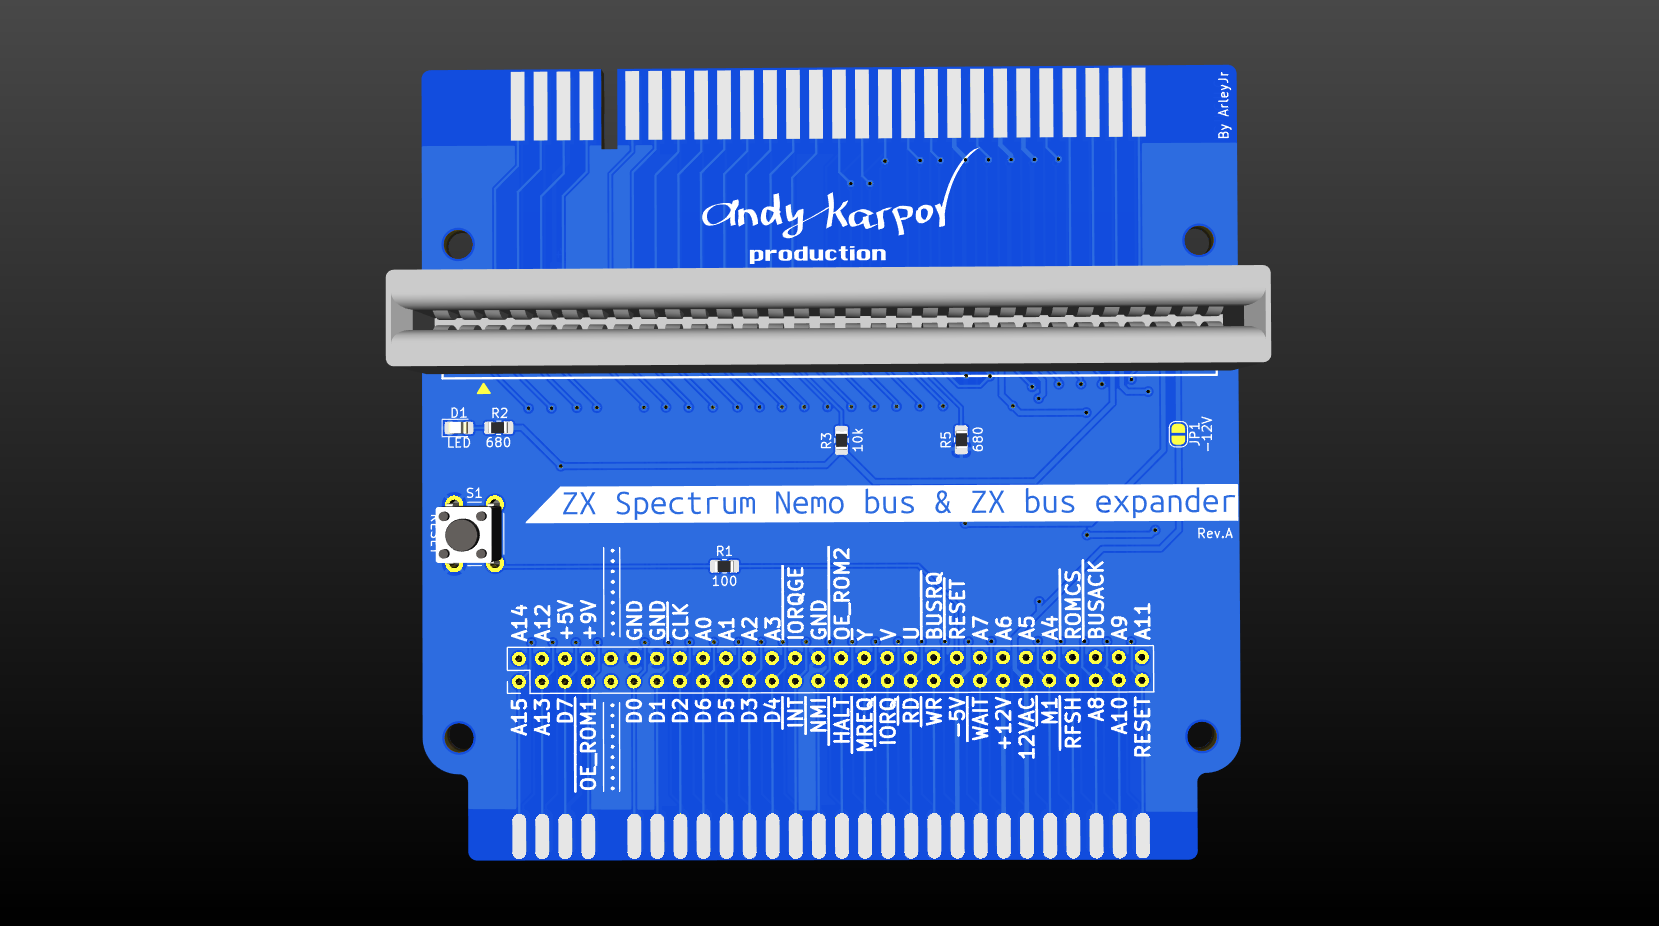 By ArleyJr
andy Karpov
production
D1
LED
R2
680
R3
10k
R5
680
JP1
-12V
S1
ZX Spectrum Nemo bus & ZX bus expander
Rev.A
R1
100
A14
A12
+5V
+9V
GND
GND
CLK
A0
A1
A2
A3
IORQGE
GND
OE_ROM2
Y
V
U
BUSRQ
RESET
A7
A6
A5
A4
ROMCS
BUSACK
A9
A11
A15
A13
D7
OE_ROM1
D0
D1
D2
D6
D5
D3
D4
INT
NMI
HALT
MREQ
IORQ
RD
WR
-5V
WAIT
+12V
12VAC
M1
RFSH
A8
A10
RESET